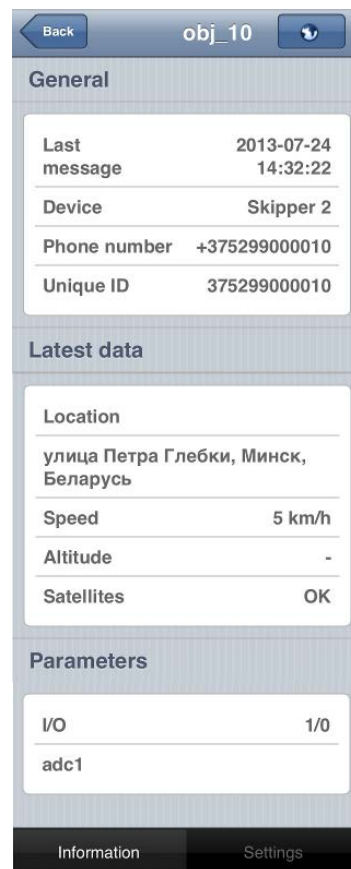 Back
obj_10
General
Last
message
2013-07-24
14:32:22
Device
Skipper 2
Phone number
+375299000010
Unique ID
375299000010
Latest data
Location
улица Петра Глебки, Минск,
Беларусь
Speed
5 km/h
Altitude
-
Satellites
OK
Parameters
I/O
1/0
adc1
Information
Settings